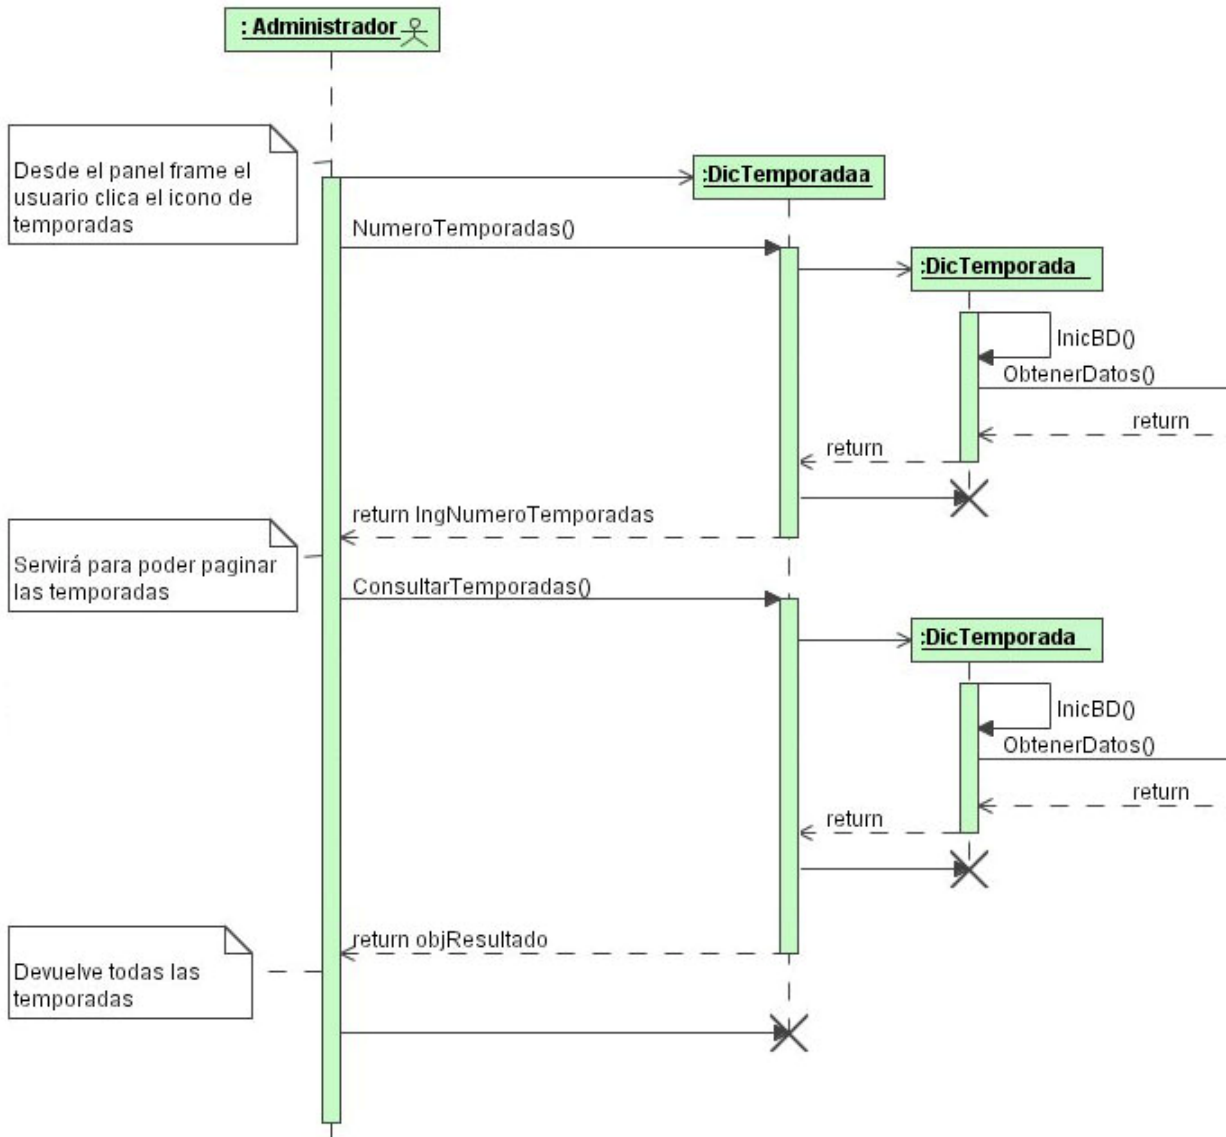 : Administrador
Desde el panel frame el
usuario clica el icono de
temporadas
:DicTemporadaa
NumeroTemporadas()
:DicTemporada
InicBD()
ObtenerDatos()
return
return
return lngNumeroTemporadas
Servirá para poder paginar
las temporadas
ConsultarTemporadas()
:DicTemporada
InicBD()
ObtenerDatos()
return
return
return objResultado
Devuelve todas las
temporadas